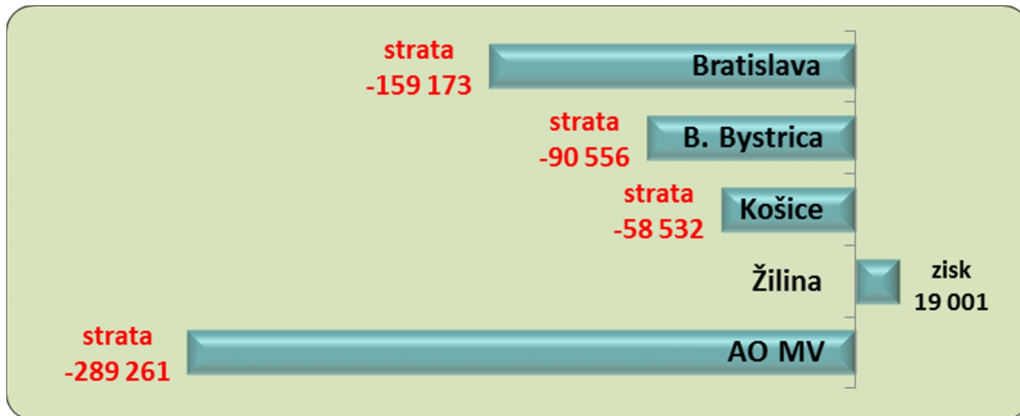 strata
-159 173
Bratislava
strata
-90 556
B. Bystrica
strata
-58 532
Košice
Žilina
zisk
19 001
strata
-289 261
AO MV